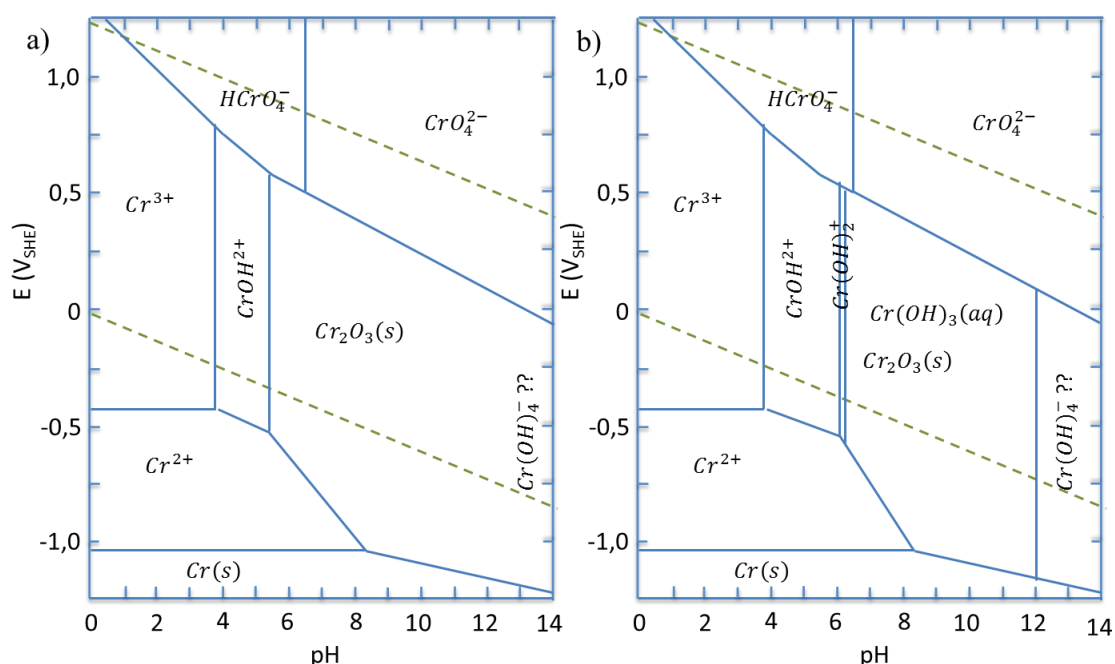 a)
1,0
0,5
0
-0,5
-1,0
E (V_SHE)
HCrO₄⁻
CrO₄²⁻
Cr³⁺
CrOH²⁺
Cr₂O₃(s)
Cr(OH)₄⁻ ??
Cr²⁺
Cr(s)
0 2 4 6 8 10 12 14
pH
b)
1,0
0,5
0
-0,5
-1,0
E (V_SHE)
HCrO₄⁻
CrO₄²⁻
Cr³⁺
CrOH²⁺
Cr(OH)₂⁺
Cr(OH)₃(aq)
Cr₂O₃(s)
Cr(OH)₄⁻ ??
Cr²⁺
Cr(s)
0 2 4 6 8 10 12 14
pH